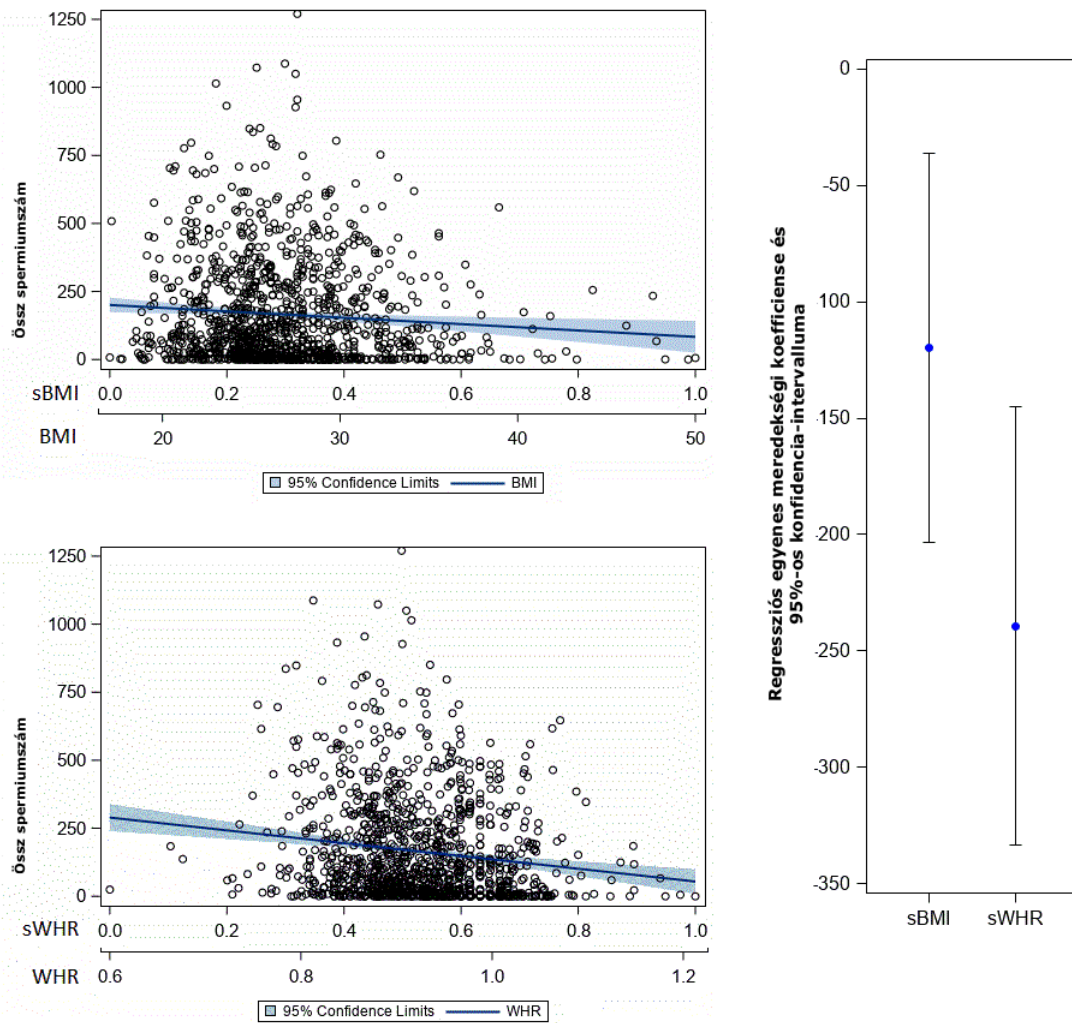 1250
1000
750
500
250
0
Össz spermiumszám
0.0 0.2 0.4 0.6 0.8 1.0
sBMI
20 30 40 50
BMI
95% Confidence Limits BMI
1250
1000
750
500
250
0
Össz spermiumszám
0.0 0.2 0.4 0.6 0.8 1.0
sWHR
0.6 0.8 1.0 1.2
WHR
95% Confidence Limits WHR
Regressziós egyenes meredekségi koefficiense és
95%-os konfidencia-intervalluma
0
-50
-100
-150
-200
-250
-300
-350
sBMI sWHR